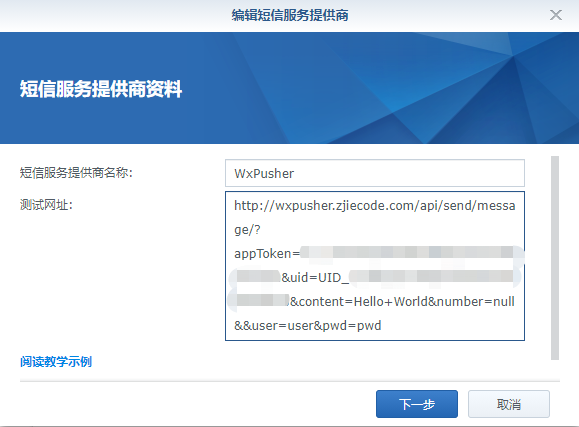 编辑短信服务提供商
短信服务提供商资料
短信服务提供商名称:
WxPusher
测试网址:
http://wxpusher.zjiecode.com/api/send/messa
ge/?
appToken=
&uid=UID_
&content=Hello+World&number=null
&&user=user&pwd=pwd
阅读教学示例
下一步
取消